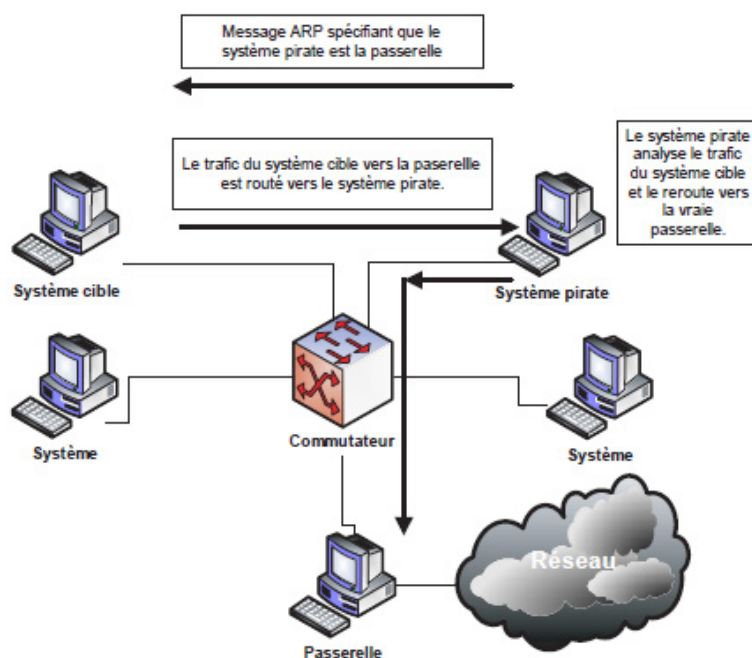 Message ARP spécifiant que le
système pirate est la passerelle
Le trafic du système cible vers la paserellle
est routé vers le système pirate.
Le système pirate
analyse le trafic
du système cible
et le reroute vers
la vraie
passerelle.
Système cible
Système pirate
Système
Commutateur
Système
Réseau
Passerelle